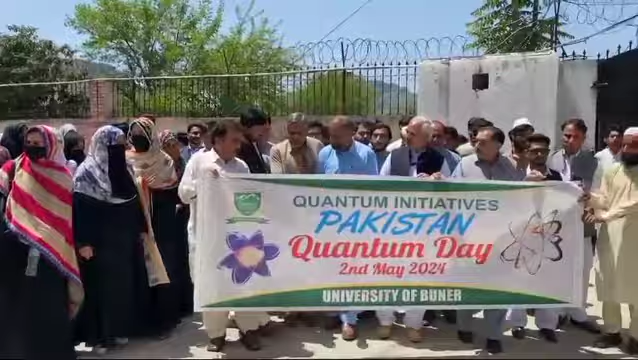 QUANTUM INITIATIVES
PAKISTAN
Quantum Day
2nd May 2024
UNIVERSITY OF BUNER